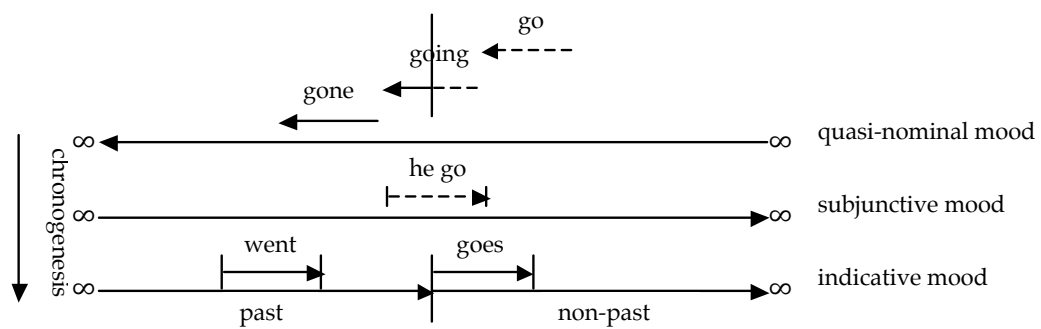 go
going
gone
∞ ∞ quasi-nominal mood
chronogenesis
he go
∞ ∞ subjunctive mood
went goes
∞ ∞ indicative mood
past non-past